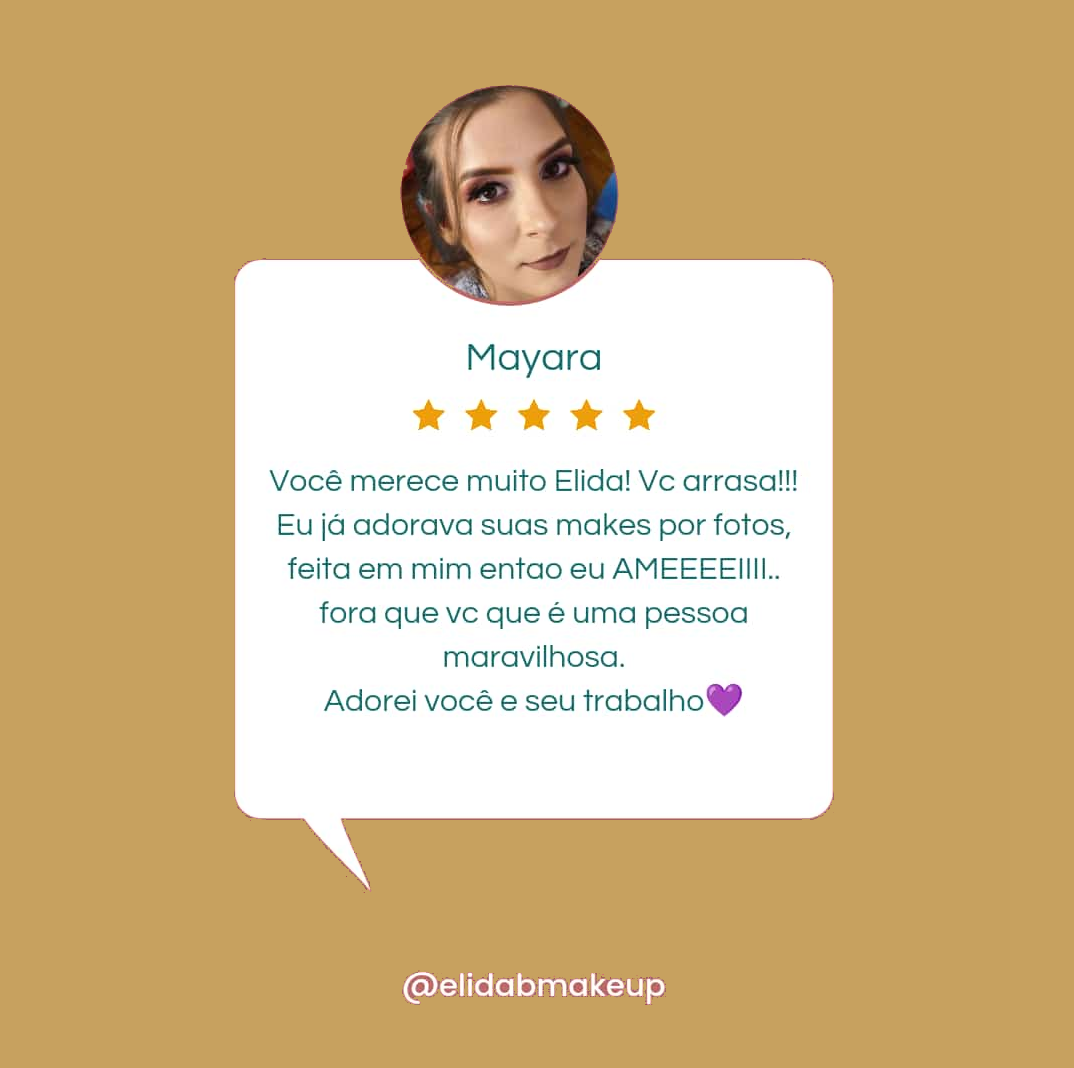 Mayara
Você merece muito Elida! Vc arrasa!!!
Eu já adorava suas makes por fotos,
feita em mim entao eu AMEEEEIIII..
fora que vc que é uma pessoa
maravilhosa.
Adorei você e seu trabalho💜
@elidabmakeup